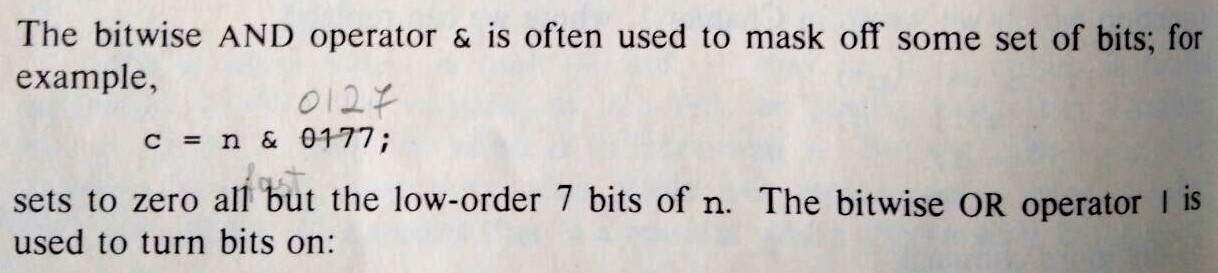 The bitwise AND operator & is often used to mask off some set of bits; for
example,
0127
c = n & 0177;
fast
sets to zero all but the low-order 7 bits of n. The bitwise OR operator | is
used to turn bits on: